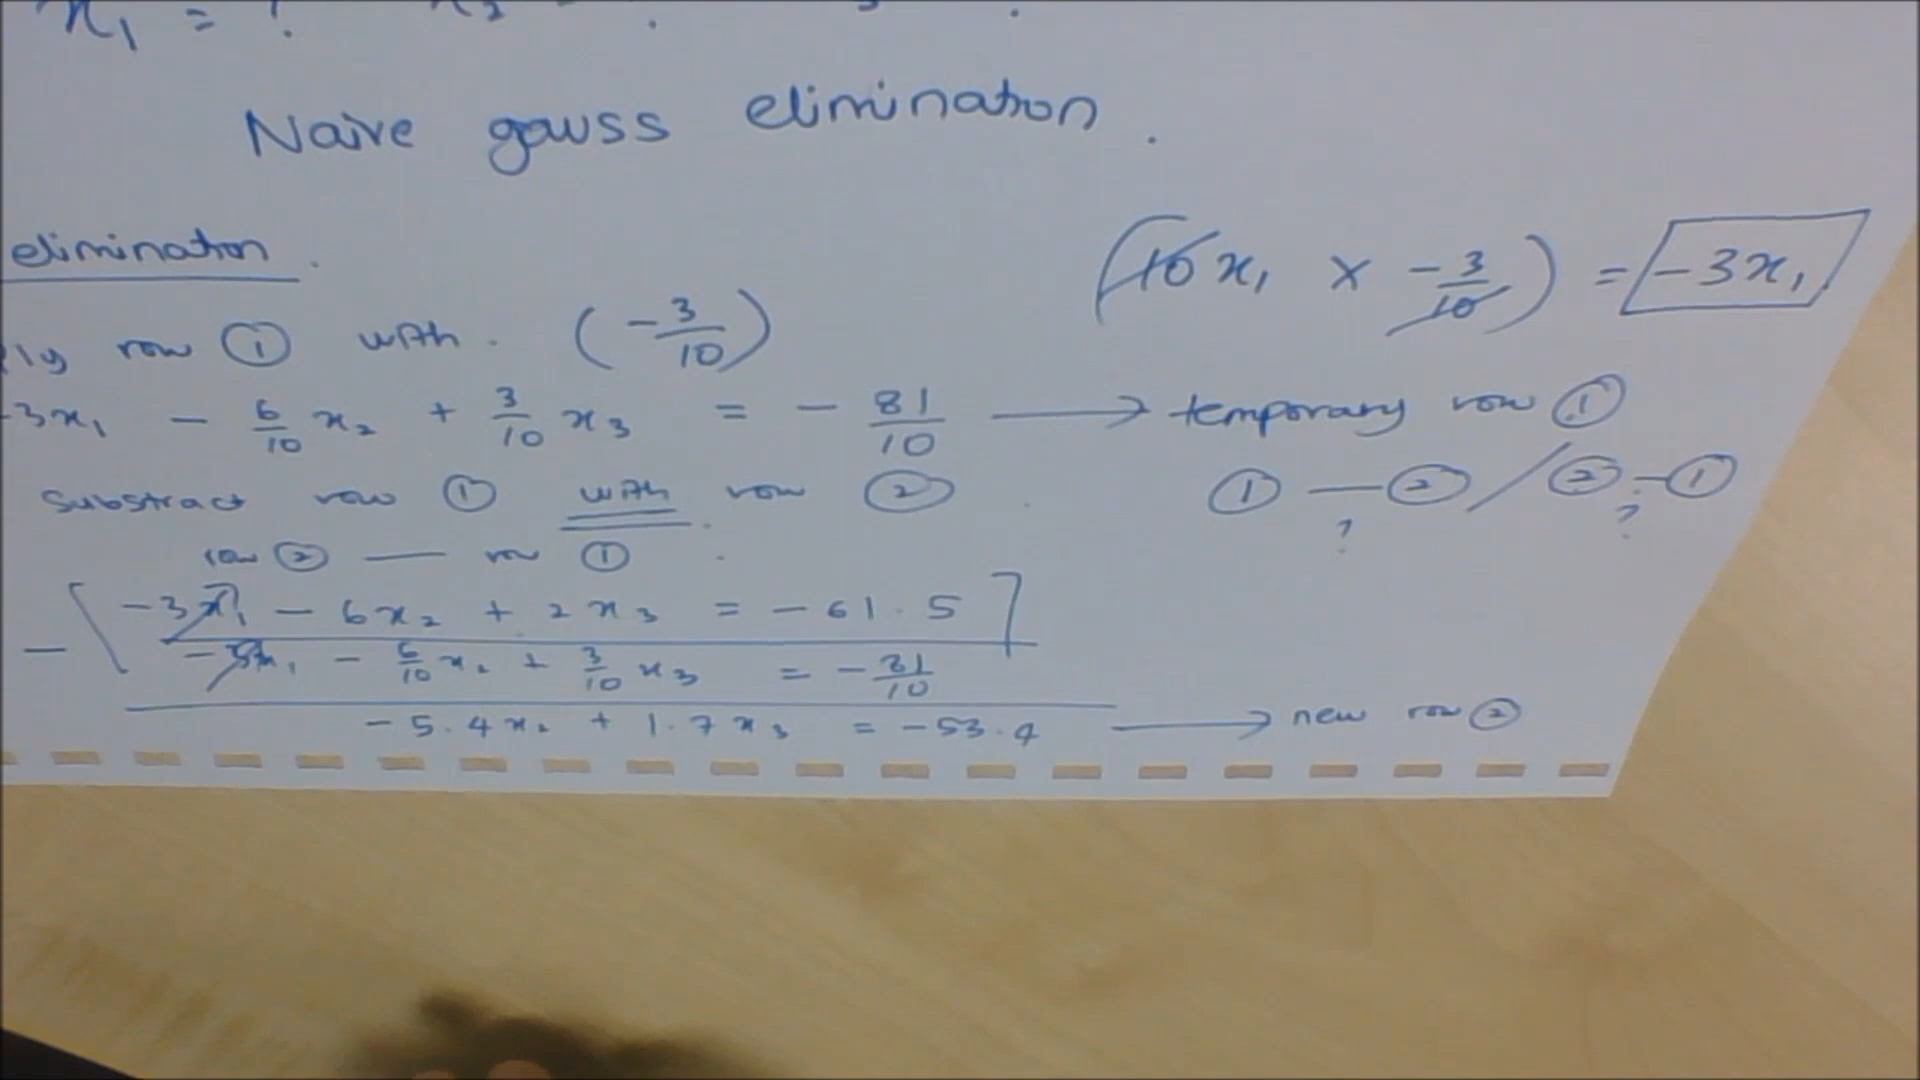 x₁ = ?
Naive gauss elimination.
elimination.
(10x₁ × -3/10) = -3x₁
row ① with. (-3/10)
-3x₁ - 6/10 x₂ + 3/10 x₃ = - 81/10 → temporary row ①
Substract row ① with row ②
① — ② / ② - ①
? ?
row ② — row ①
-3x₁ - 6x₂ + 2x₃ = -61.5
- -3x₁ - 6/10 x₂ + 3/10 x₃ = - 81/10
-5.4x₂ + 1.7x₃ = -53.4 → new row ②